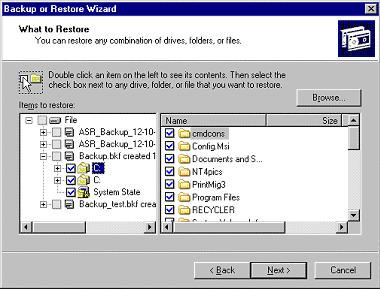 Backup or Restore Wizard
What to Restore
You can restore any combination of drives, folders, or files.
Double click an item on the left to see its contents. Then select the
check box next to any drive, folder, or file that you want to restore.
Browse...
Items to restore:
File
ASR_Backup_12-10-
ASR_Backup_12-10-
Backup.bkf created 1
C:
C:
System State
Backup_test.bkf crea
Name Size
cmdcons
Config.Msi
Documents and S...
NT4pics
PrintMig3
Program Files
RECYCLER
< Back
Next >
Cancel